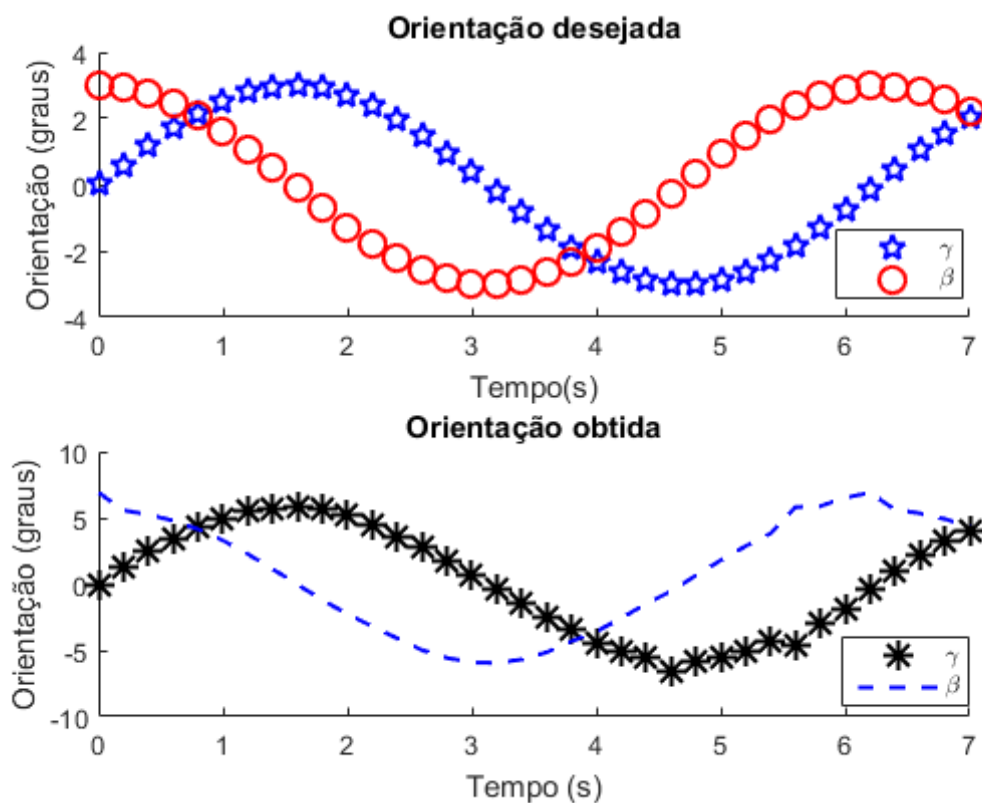 Orientação desejada
Orientação (graus)
4
2
0
-2
-4
0 1 2 3 4 5 6 7
Tempo(s)
γ
β
Orientação obtida
Orientação (graus)
10
5
0
-5
-10
0 1 2 3 4 5 6 7
Tempo (s)
γ
β